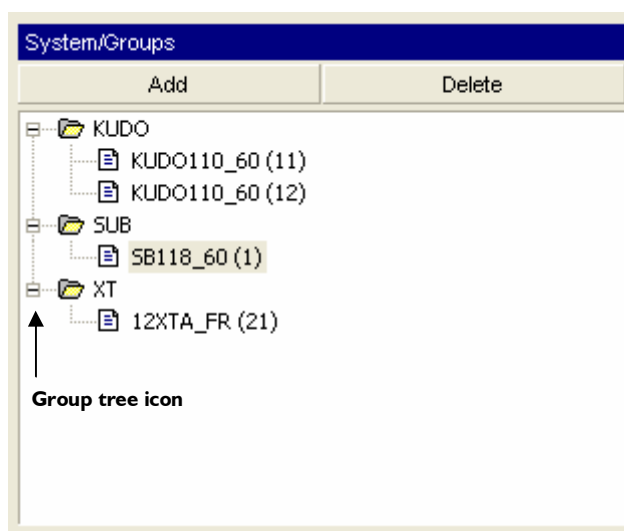 System/Groups
Add Delete
KUDO
KUDO110_60 (11)
KUDO110_60 (12)
SUB
SB118_60 (1)
XT
12XTA_FR (21)
Group tree icon